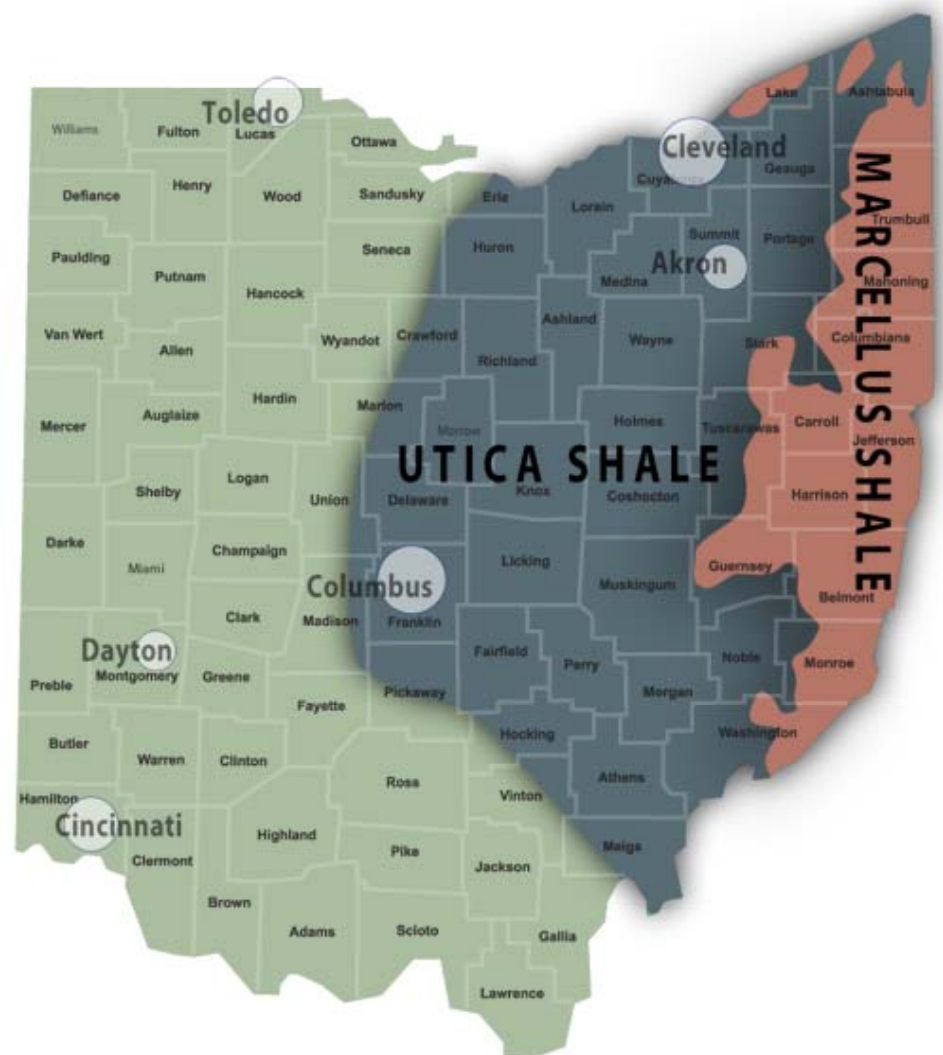 Lake
Ashtabula
Toledo
Williams
Fulton
Lucas
Ottawa
Cleveland
Cuyahoga
Geauga
MARCELLUS SHALE
Defiance
Henry
Wood
Sandusky
Erie
Lorain
Trumbull
Huron
Summit
Portage
Seneca
Akron
Medina
Mahoning
Paulding
Putnam
Hancock
Ashland
Van Wert
Allen
Wyandot
Crawford
Richland
Wayne
Stark
Columbiana
Mercer
Auglaize
Hardin
Marion
Morrow
Holmes
Tuscarawas
Carroll
Jefferson
UTICA SHALE
Logan
Shelby
Union
Delaware
Knox
Coshocton
Harrison
Darke
Champaign
Miami
Licking
Muskingum
Guernsey
Belmont
Columbus
Clark
Madison
Franklin
Dayton
Montgomery
Greene
Fairfield
Perry
Noble
Monroe
Preble
Fayette
Pickaway
Morgan
Butler
Warren
Clinton
Hocking
Washington
Ross
Athens
Hamilton
Vinton
Cincinnati
Highland
Clermont
Pike
Jackson
Meigs
Brown
Adams
Scioto
Gallia
Lawrence